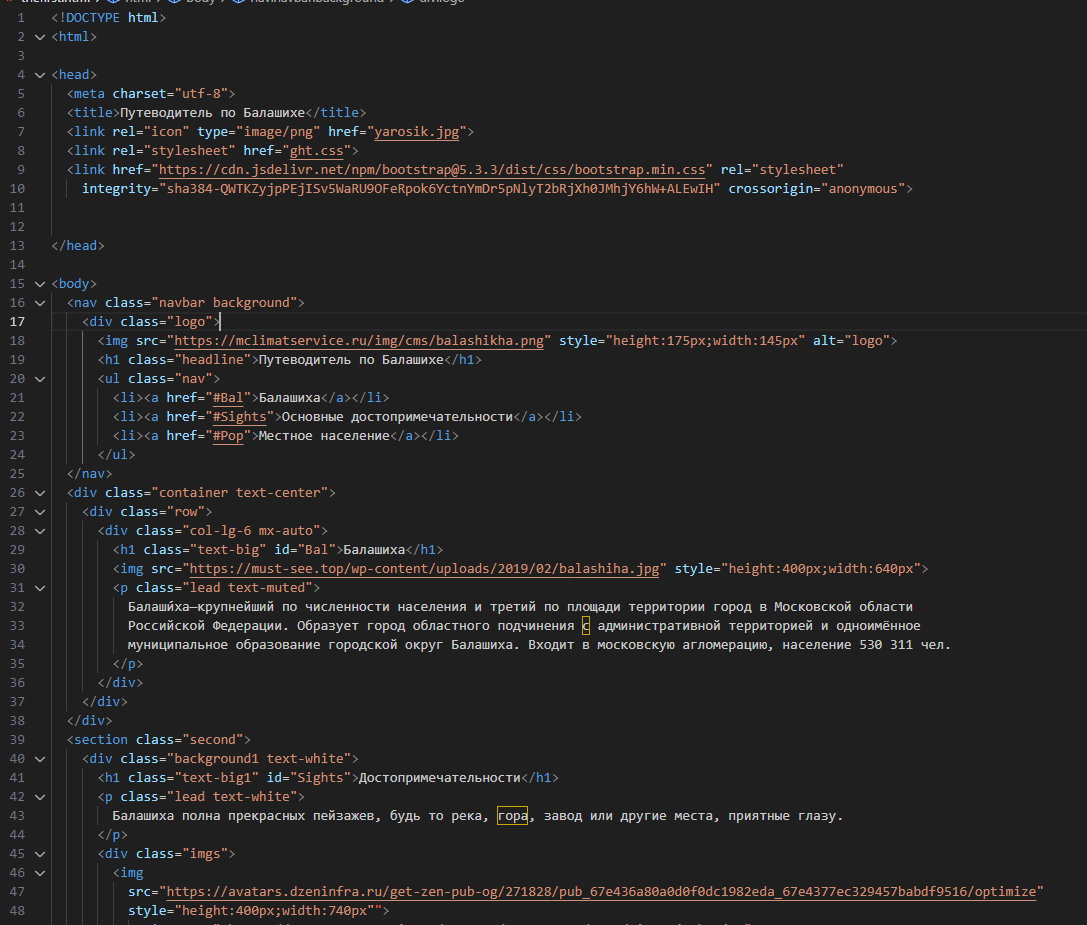 1 <!DOCTYPE html>
2 <html>
3
4 <head>
5 <meta charset="utf-8">
6 <title>Путеводитель по Балашихе</title>
7 <link rel="icon" type="image/png" href="yarosik.jpg">
8 <link rel="stylesheet" href="ght.css">
9 <link href="https://cdn.jsdelivr.net/npm/bootstrap@5.3.3/dist/css/bootstrap.min.css" rel="stylesheet"
10 integrity="sha384-QWTKZyjpPEjISv5WaRU9OFeRpok6YctnYmDr5pNlyT2bRjXh0JMhjY6hW+ALEwIH" crossorigin="anonymous">
11
12
13 </head>
14
15 <body>
16 <nav class="navbar background">
17 <div class="logo">
18 <img src="https://mclimatservice.ru/img/cms/balashikha.png" style="height:175px;width:145px" alt="logo">
19 <h1 class="headline">Путеводитель по Балашихе</h1>
20 <ul class="nav">
21 <li><a href="#Bal">Балашиха</a></li>
22 <li><a href="#Sights">Основные достопримечательности</a></li>
23 <li><a href="#Pop">Местное население</a></li>
24 </ul>
25 </nav>
26 <div class="container text-center">
27 <div class="row">
28 <div class="col-lg-6 mx-auto">
29 <h1 class="text-big" id="Bal">Балашиха</h1>
30 <img src="https://must-see.top/wp-content/uploads/2019/02/balashiha.jpg" style="height:400px;width:640px">
31 <p class="lead text-muted">
32 Балаши́ха—крупнейший по численности населения и третий по площади территории город в Московской области
33 Российской Федерации. Образует город областного подчинения с административной территорией и одноимённое
34 муниципальное образование городской округ Балашиха. Входит в московскую агломерацию, население 530 311 чел.
35 </p>
36 </div>
37 </div>
38 </div>
39 <section class="second">
40 <div class="background1 text-white">
41 <h1 class="text-big1" id="Sights">Достопримечательности</h1>
42 <p class="lead text-white">
43 Балашиха полна прекрасных пейзажев, будь то река, гора, завод или другие места, приятные глазу.
44 </p>
45 <div class="imgs">
46 <img
47 src="https://avatars.dzeninfra.ru/get-zen-pub-og/271828/pub_67e436a80a0d0f0dc1982eda_67e4377ec329457babdf9516/optimize"
48 style="height:400px;width:740px"">